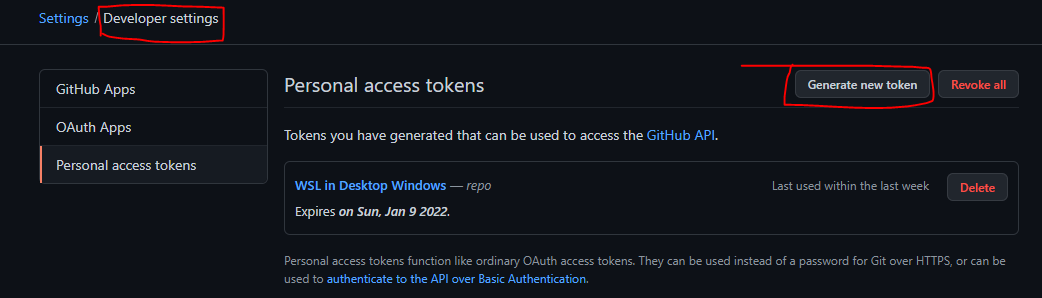 Settings / Developer settings
GitHub Apps
OAuth Apps
Personal access tokens
Personal access tokens
Generate new token
Revoke all
Tokens you have generated that can be used to access the GitHub API.
WSL in Desktop Windows — repo
Last used within the last week
Delete
Expires on Sun, Jan 9 2022.
Personal access tokens function like ordinary OAuth access tokens. They can be used instead of a password for Git over HTTPS, or can be
used to authenticate to the API over Basic Authentication.